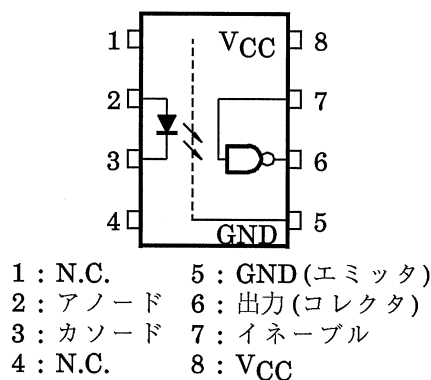 1 VCC 8
2 7
3 6
4 GND 5
1 : N.C. 5 : GND (エミッタ)
2 : アノード 6 : 出力 (コレクタ)
3 : カソード 7 : イネーブル
4 : N.C. 8 : VCC